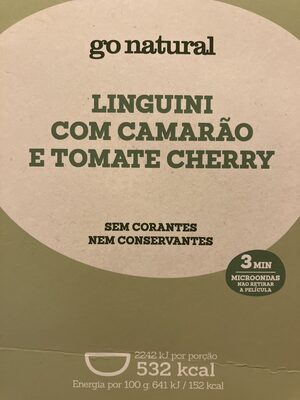 go natural
LINGUINI
COM CAMARÃO
E TOMATE CHERRY
SEM CORANTES
NEM CONSERVANTES
3 MIN
MICROONDAS
NÃO RETIRAR
A PELÍCULA
2242 kJ por porção
532 kcal
Energia por 100 g: 641 kJ / 152 kcal